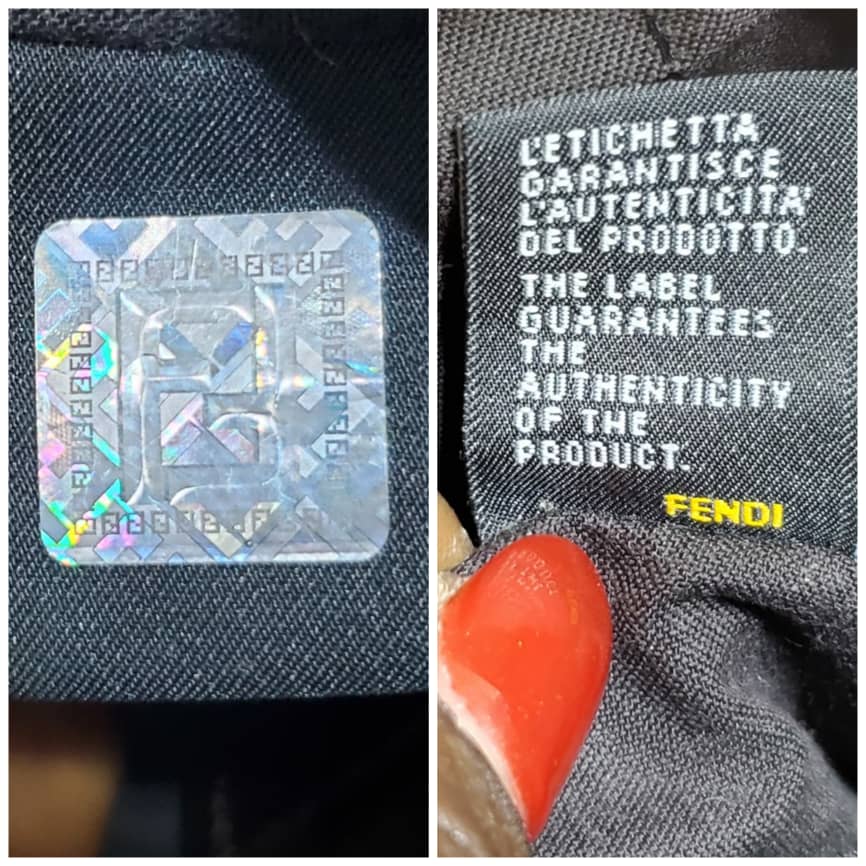 L'ETICHETTA
GARANTISCE
L'AUTENTICITA'
DEL PRODOTTO.
THE LABEL
GUARANTEES
THE
AUTHENTICITY
OF THE
PRODUCT.
FENDI